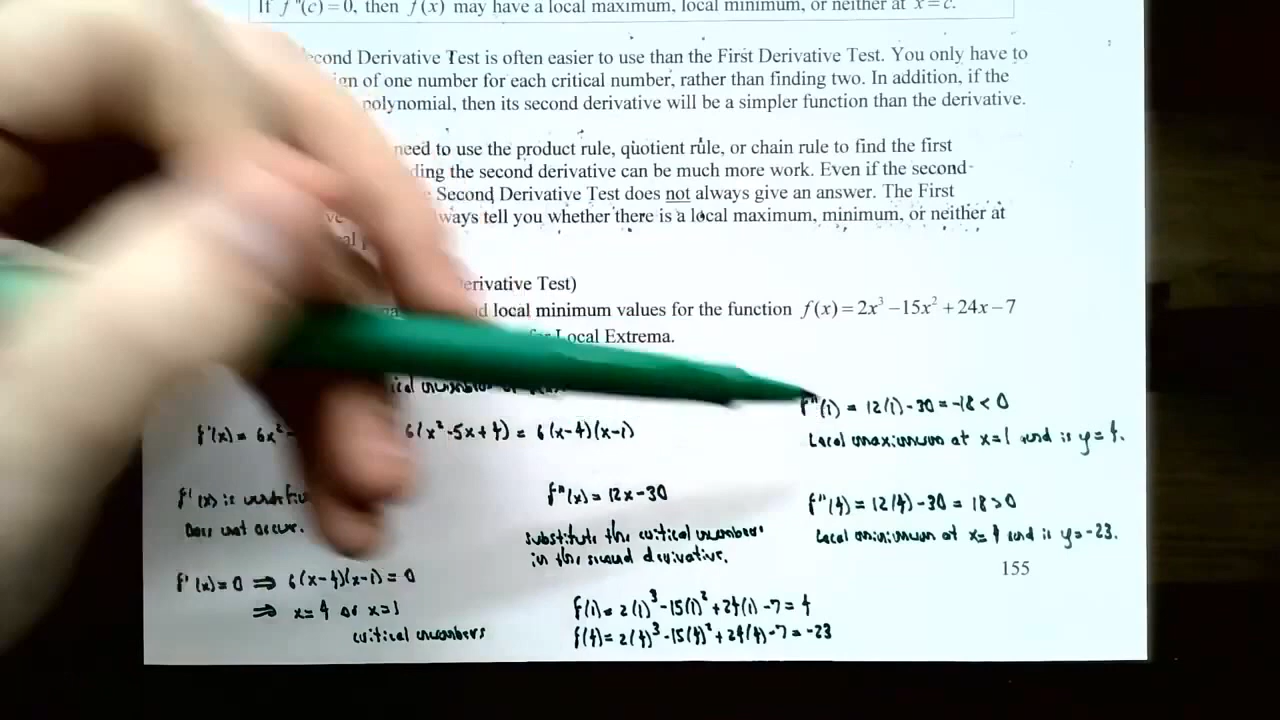 If f "(c) = 0, then f(x) may have a local maximum, local minimum, or neither at x = c.
Second Derivative Test is often easier to use than the First Derivative Test. You only have to
of one number for each critical number, rather than finding two. In addition, if the
polynomial, then its second derivative will be a simpler function than the derivative.
need to use the product rule, quotient rule, or chain rule to find the first
the second derivative can be much more work. Even if the second-
Second Derivative Test does not always give an answer. The First
always tell you whether there is a local maximum, minimum, or neither at
Derivative Test)
local minimum values for the function f(x) = 2x³ − 15x² + 24x − 7
Local Extrema.
f'(x) = 6x² 6(x²-5x+4) = 6(x-4)(x-1)
f'(x) is
Does not occur.
f'(x) = 0 ⇒ 6(x-4)(x-1) = 0
⇒ x=4 or x=1
critical numbers
f"(x) = 12x-30
substitute the critical numbers
in the second derivative.
f(1) = 2(1)³ -15(1)² +24(1) -7 = 4
f(4) = 2(4)³ -15(4)² +24(4) -7 = -23
f"(1) = 12(1) - 30 = -18 < 0
Local maximum at x=1 and is y=4.
f"(4) = 12(4) - 30 = 18 > 0
Local minimum at x=4 and is y=-23.
155